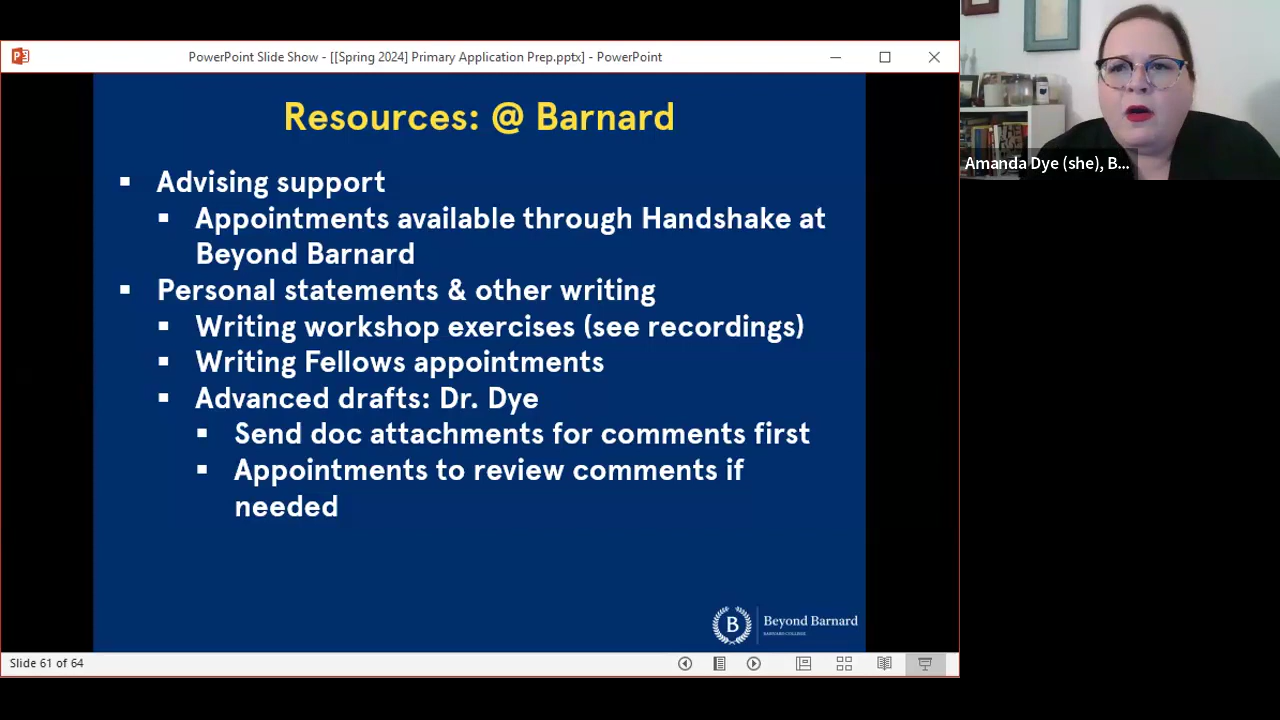 PowerPoint Slide Show - [[Spring 2024] Primary Application Prep.pptx] - PowerPoint
Resources: @ Barnard
▪ Advising support
▪ Appointments available through Handshake at
Beyond Barnard
▪ Personal statements & other writing
▪ Writing workshop exercises (see recordings)
▪ Writing Fellows appointments
▪ Advanced drafts: Dr. Dye
▪ Send doc attachments for comments first
▪ Appointments to review comments if
needed
B
Beyond Barnard
BARNARD COLLEGE
Slide 61 of 64
Amanda Dye (she), B...